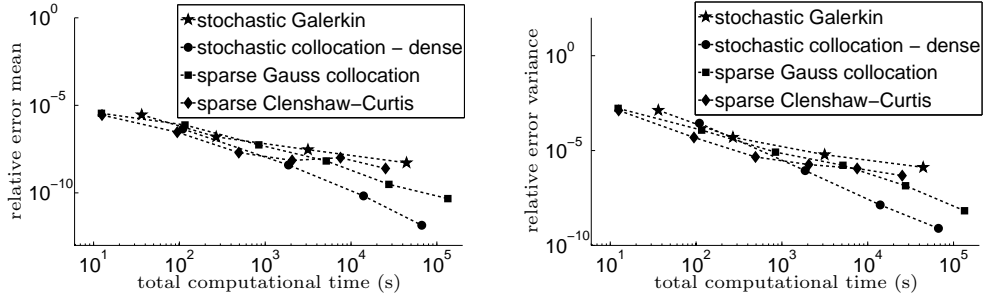 10^0
10^-5
10^-10
relative error mean
stochastic Galerkin
stochastic collocation – dense
sparse Gauss collocation
sparse Clenshaw–Curtis
10^1 10^2 10^3 10^4 10^5
total computational time (s)
10^0
10^-5
10^-10
relative error variance
stochastic Galerkin
stochastic collocation – dense
sparse Gauss collocation
sparse Clenshaw–Curtis
10^1 10^2 10^3 10^4 10^5
total computational time (s)